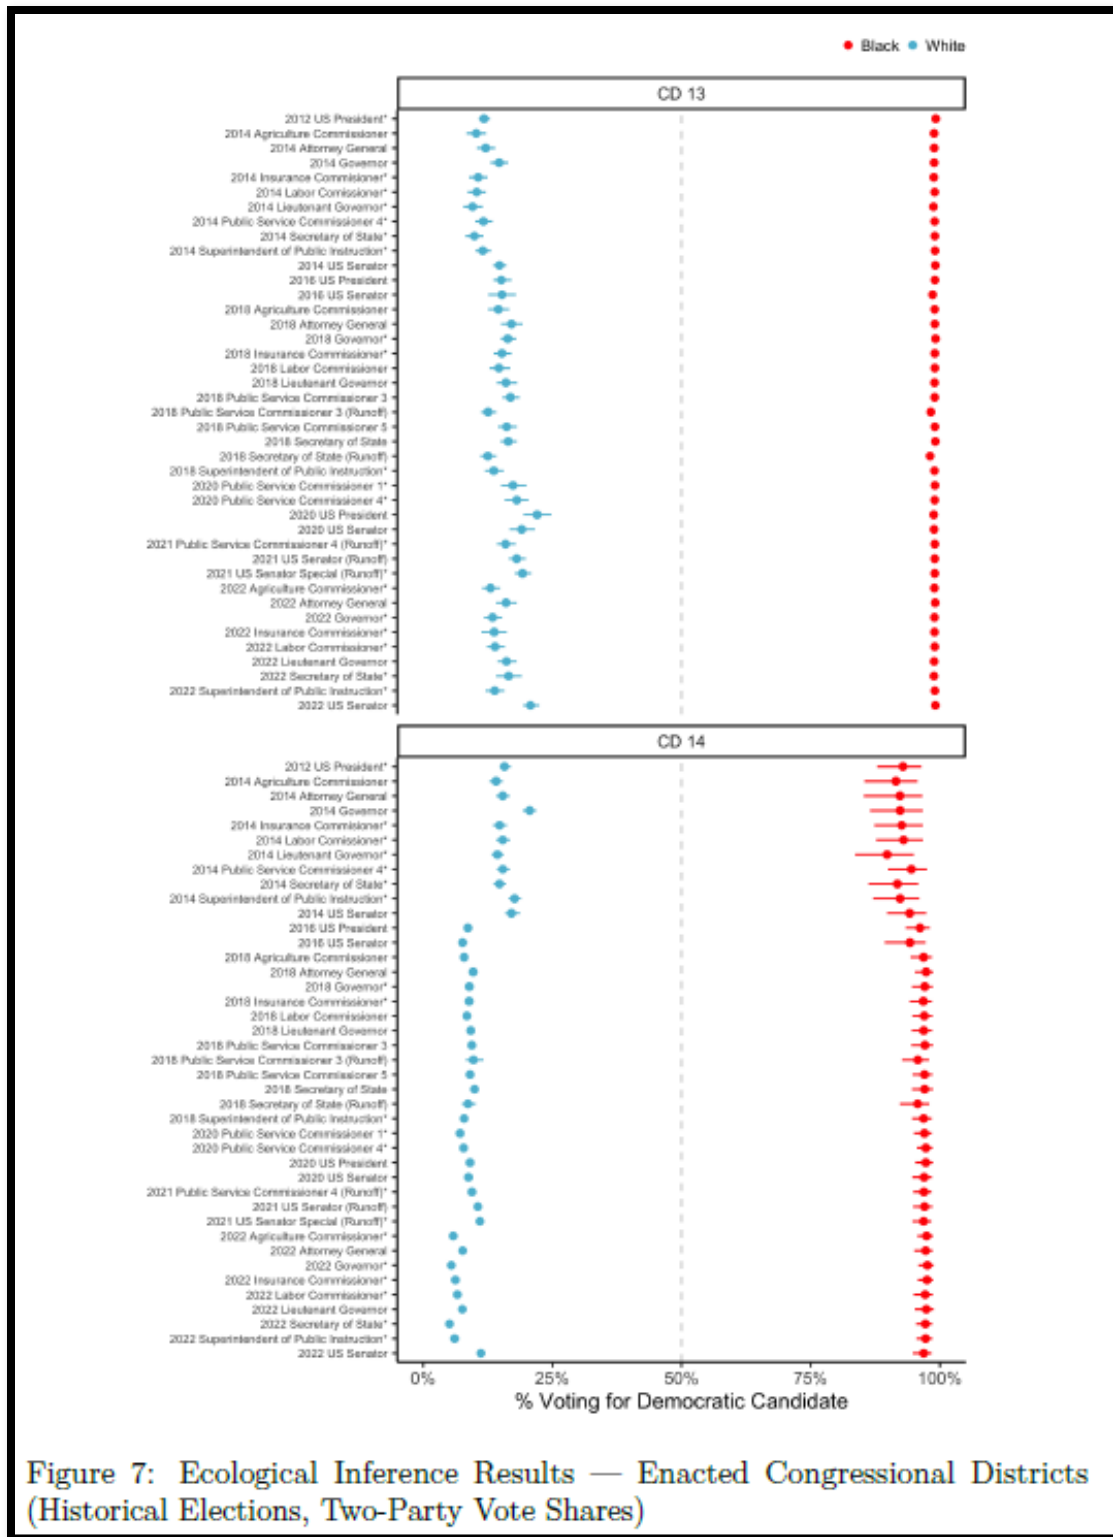 Black White
CD 13
2012 US President*
2014 Agriculture Commissioner
2014 Attorney General
2014 Governor
2014 Insurance Commisioner*
2014 Labor Comissioner*
2014 Lieutenant Governor*
2014 Public Service Commissioner 4*
2014 Secretary of State*
2014 Superintendent of Public Instruction*
2014 US Senator
2016 US President
2016 US Senator
2018 Agriculture Commissioner
2018 Attorney General
2018 Governor*
2018 Insurance Commissioner*
2018 Labor Commissioner
2018 Lieutenant Governor
2018 Public Service Commissioner 3
2018 Public Service Commissioner 3 (Runoff)
2018 Public Service Commissioner 5
2018 Secretary of State
2018 Secretary of State (Runoff)
2018 Superintendent of Public Instruction*
2020 Public Service Commissioner 1*
2020 Public Service Commissioner 4*
2020 US President
2020 US Senator
2021 Public Service Commissioner 4 (Runoff)*
2021 US Senator (Runoff)
2021 US Senator Special (Runoff)*
2022 Agriculture Commissioner*
2022 Attorney General
2022 Governor*
2022 Insurance Commissioner*
2022 Labor Commissioner*
2022 Lieutenant Governor
2022 Secretary of State*
2022 Superintendent of Public Instruction*
2022 US Senator
CD 14
2012 US President*
2014 Agriculture Commissioner
2014 Attorney General
2014 Governor
2014 Insurance Commisioner*
2014 Labor Comissioner*
2014 Lieutenant Governor*
2014 Public Service Commissioner 4*
2014 Secretary of State*
2014 Superintendent of Public Instruction*
2014 US Senator
2016 US President
2016 US Senator
2018 Agriculture Commissioner
2018 Attorney General
2018 Governor*
2018 Insurance Commissioner*
2018 Labor Commissioner
2018 Lieutenant Governor
2018 Public Service Commissioner 3
2018 Public Service Commissioner 3 (Runoff)
2018 Public Service Commissioner 5
2018 Secretary of State
2018 Secretary of State (Runoff)
2018 Superintendent of Public Instruction*
2020 Public Service Commissioner 1*
2020 Public Service Commissioner 4*
2020 US President
2020 US Senator
2021 Public Service Commissioner 4 (Runoff)*
2021 US Senator (Runoff)
2021 US Senator Special (Runoff)*
2022 Agriculture Commissioner*
2022 Attorney General
2022 Governor*
2022 Insurance Commissioner*
2022 Labor Commissioner*
2022 Lieutenant Governor
2022 Secretary of State*
2022 Superintendent of Public Instruction*
2022 US Senator
0% 25% 50% 75% 100%
% Voting for Democratic Candidate
Figure 7: Ecological Inference Results — Enacted Congressional Districts
(Historical Elections, Two-Party Vote Shares)